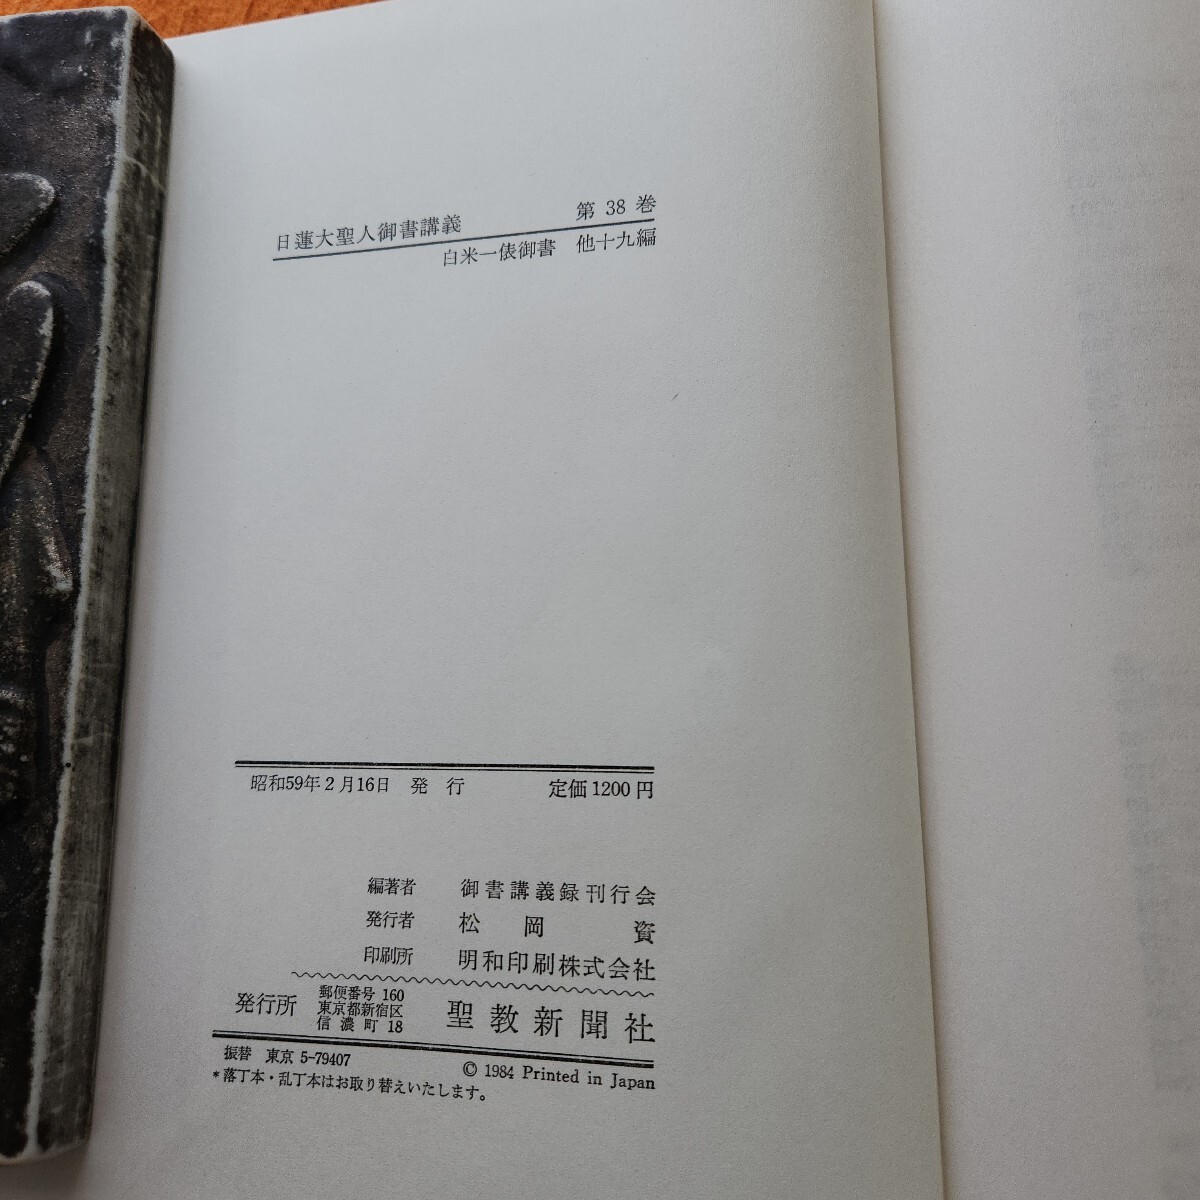 日蓮大聖人御書講義 第 38 巻
白米一俵御書 他十九編
昭和59年2月16日 発 行 定価1200円
編著者 御書講義録刊行会
発行者 松 岡 資
印刷所 明和印刷株式会社
発行所 郵便番号 160 東京都新宿区 信濃町 18 聖教新聞社
振替 東京 5-79407
© 1984 Printed in Japan
*落丁本・乱丁本はお取り替えいたします。